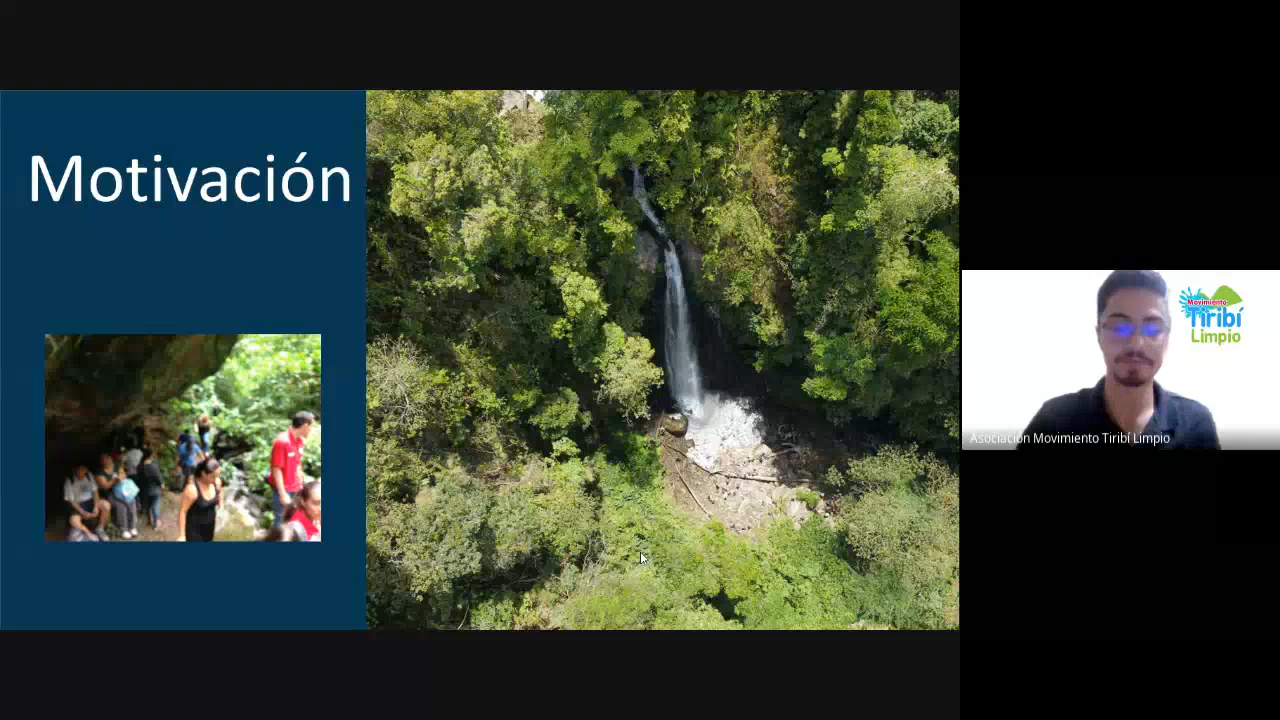 Motivación
Movimiento
Tiribí
Limpio
Asociación Movimiento Tiribí Limpio